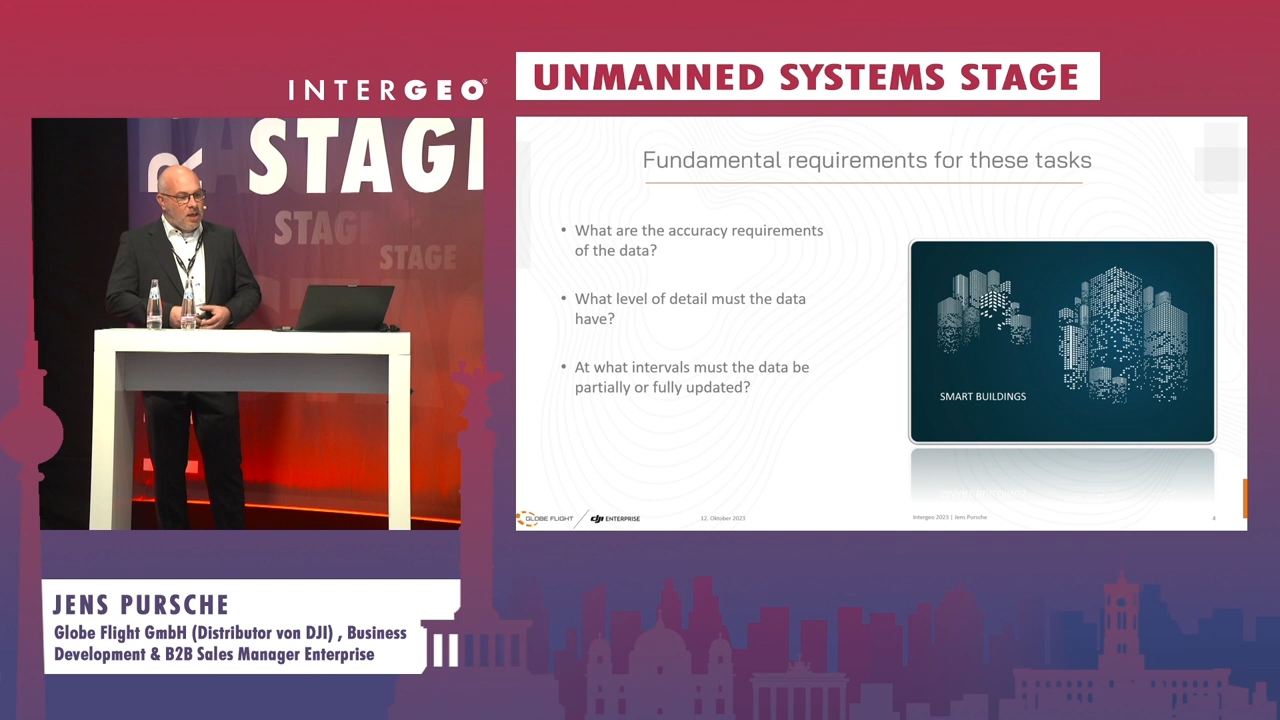 INTERGEO®
UNMANNED SYSTEMS STAGE
STAGE
STAGE
STAGE
Fundamental requirements for these tasks
• What are the accuracy requirements
of the data?
• What level of detail must the data
have?
• At what intervals must the data be
partially or fully updated?
SMART BUILDINGS
GLOBE FLIGHT
dji ENTERPRISE
12. Oktober 2023
Intergeo 2023 | Jens Pursche
4
JENS PURSCHE
Globe Flight GmbH (Distributor von DJI) , Business
Development & B2B Sales Manager Enterprise